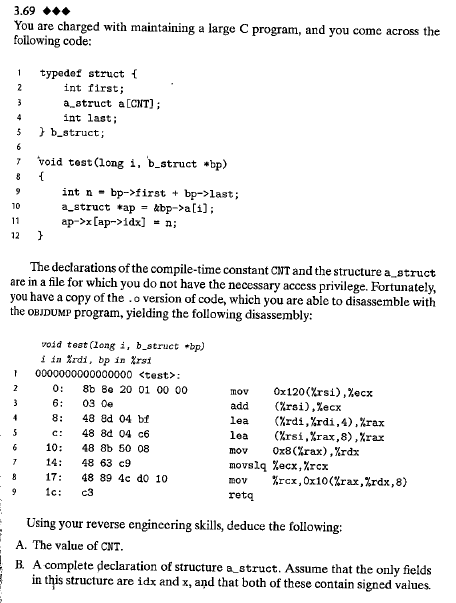 3.69 ◆◆◆
You are charged with maintaining a large C program, and you come across the
following code:
1 typedef struct {
2 int first;
3 a_struct a[CNT];
4 int last;
5 } b_struct;
6
7 void test(long i, b_struct *bp)
8 {
9 int n = bp->first + bp->last;
10 a_struct *ap = &bp->a[i];
11 ap->x[ap->idx] = n;
12 }
The declarations of the compile-time constant CNT and the structure a_struct
are in a file for which you do not have the necessary access privilege. Fortunately,
you have a copy of the .o version of code, which you are able to disassemble with
the OBJDUMP program, yielding the following disassembly:
void test(long i, b_struct *bp)
i in %rdi, bp in %rsi
1 0000000000000000 <test>:
2 0: 8b 8e 20 01 00 00 mov 0x120(%rsi),%ecx
3 6: 03 0e add (%rsi),%ecx
4 8: 48 8d 04 bf lea (%rdi,%rdi,4),%rax
5 c: 48 8d 04 c6 lea (%rsi,%rax,8),%rax
6 10: 48 8b 50 08 mov 0x8(%rax),%rdx
7 14: 48 63 c9 movslq %ecx,%rcx
8 17: 48 89 4c d0 10 mov %rcx,0x10(%rax,%rdx,8)
9 1c: c3 retq
Using your reverse engineering skills, deduce the following:
A. The value of CNT.
B. A complete declaration of structure a_struct. Assume that the only fields
in this structure are idx and x, and that both of these contain signed values.